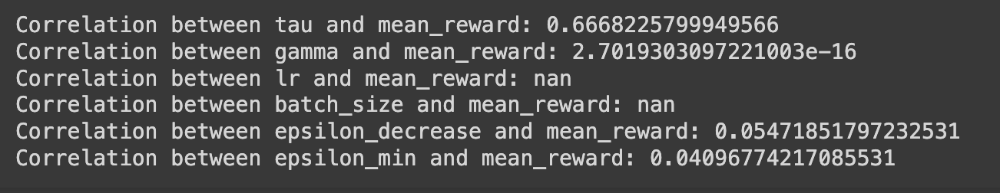 Correlation between tau and mean_reward: 0.6668225799949566
Correlation between gamma and mean_reward: 2.7019303097221003e-16
Correlation between lr and mean_reward: nan
Correlation between batch_size and mean_reward: nan
Correlation between epsilon_decrease and mean_reward: 0.05471851797232531
Correlation between epsilon_min and mean_reward: 0.04096774217085531